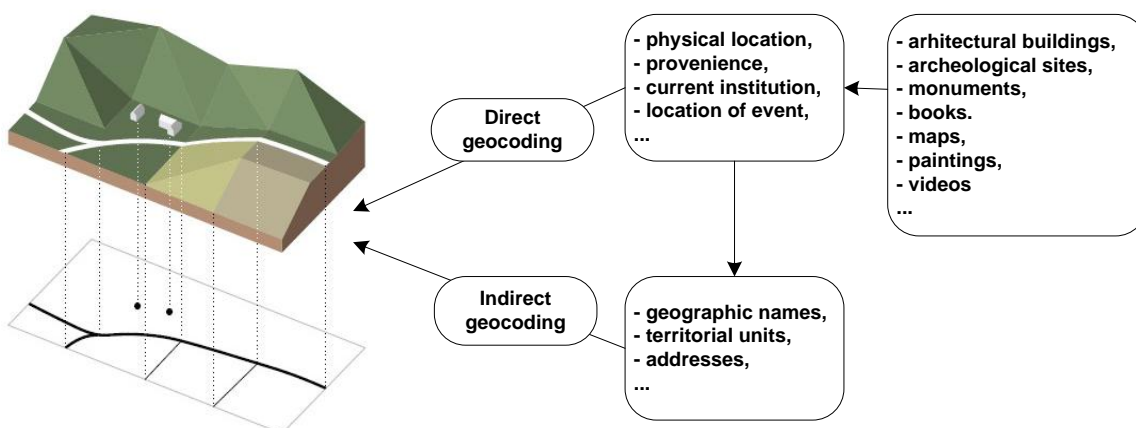 Direct
geocoding
- physical location,
- provenience,
- current institution,
- location of event,
...
- arhitectural buildings,
- archeological sites,
- monuments,
- books.
- maps,
- paintings,
- videos
...
Indirect
geocoding
- geographic names,
- territorial units,
- addresses,
...